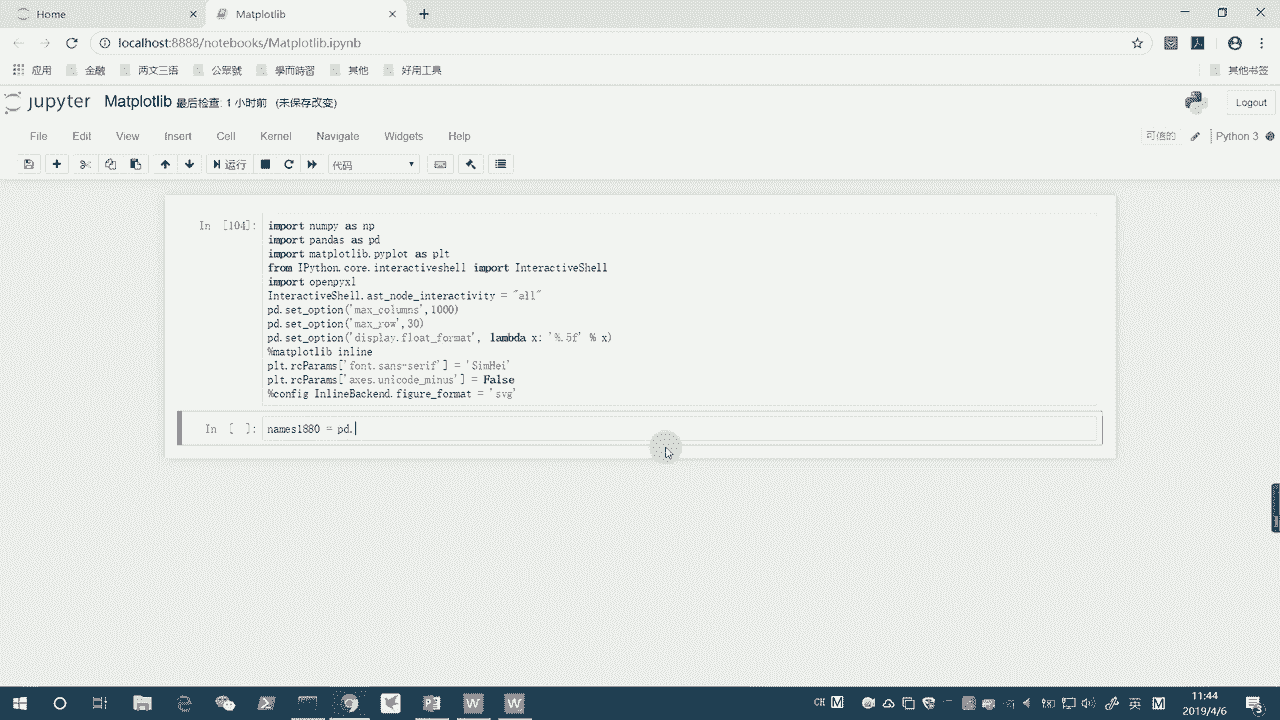 Home
Matplotlib
localhost:8888/notebooks/Matplotlib.ipynb
应用 金融 两文三语 公眾號 學而時習 其他 好用工具 其他书签
jupyter Matplotlib 最后检查: 1 小时前 (未保存改变) Logout
File Edit View Insert Cell Kernel Navigate Widgets Help 可信的 Python 3
运行 代码
In [104]: import numpy as np
import pandas as pd
import matplotlib.pyplot as plt
from IPython.core.interactiveshell import InteractiveShell
import openpyxl
InteractiveShell.ast_node_interactivity = "all"
pd.set_option('max_columns',1000)
pd.set_option('max_row',30)
pd.set_option('display.float_format', lambda x: '%.5f' % x)
%matplotlib inline
plt.rcParams['font.sans-serif'] = 'SimHei'
plt.rcParams['axes.unicode_minus'] = False
%config InlineBackend.figure_format = 'svg'
In [ ]: names1880 = pd.
CH M 英 M 11:44
2019/4/6